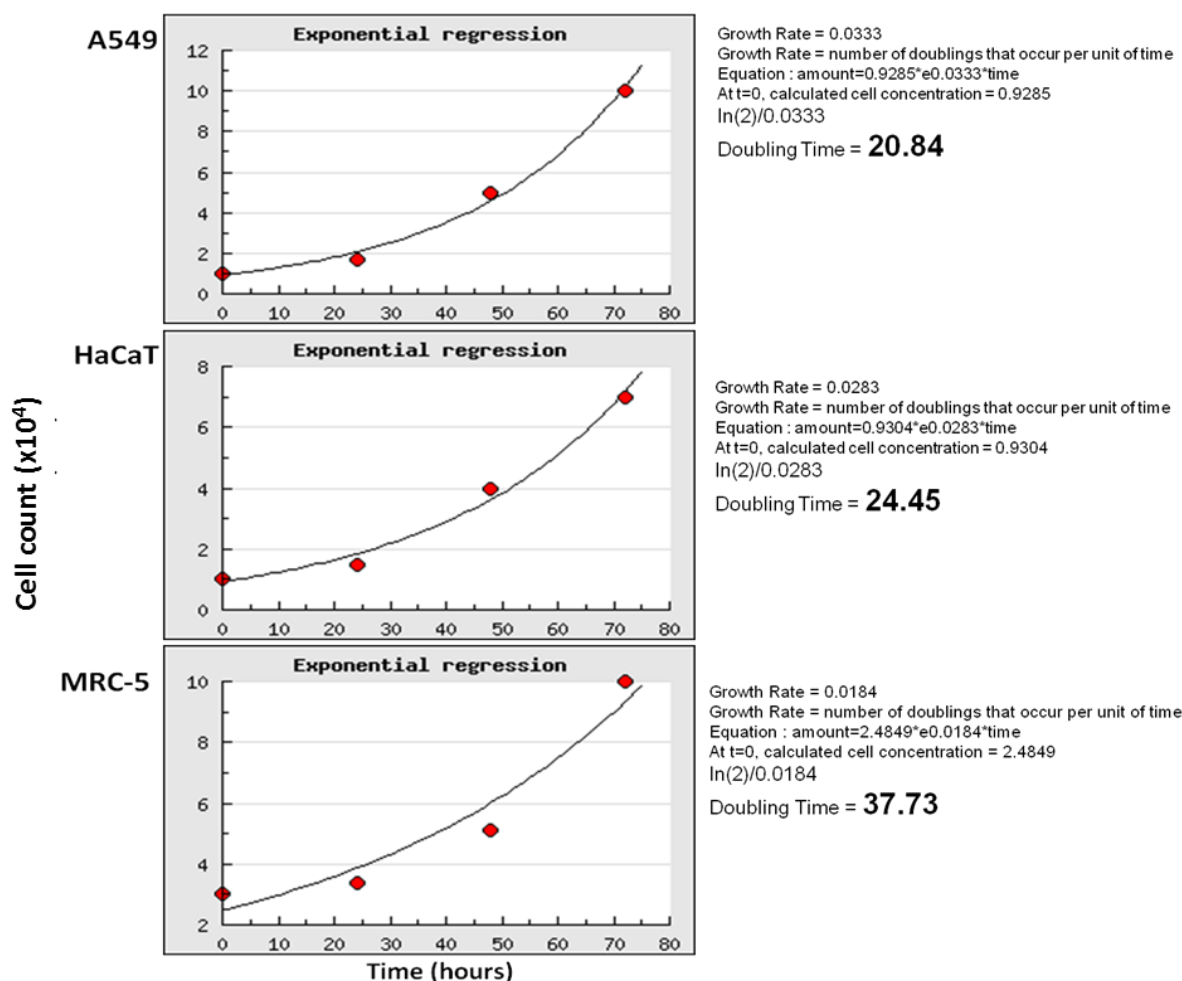 A549
Exponential regression
12
10
8
6
4
2
0
0 10 20 30 40 50 60 70 80
Growth Rate = 0.0333
Growth Rate = number of doublings that occur per unit of time
Equation : amount=0.9285*e0.0333*time
At t=0, calculated cell concentration = 0.9285
ln(2)/0.0333
Doubling Time = 20.84
HaCaT
Exponential regression
8
6
4
2
0
0 10 20 30 40 50 60 70 80
Growth Rate = 0.0283
Growth Rate = number of doublings that occur per unit of time
Equation : amount=0.9304*e0.0283*time
At t=0, calculated cell concentration = 0.9304
ln(2)/0.0283
Doubling Time = 24.45
Cell count (x10⁴)
MRC-5
Exponential regression
10
8
6
4
2
0 10 20 30 40 50 60 70 80
Growth Rate = 0.0184
Growth Rate = number of doublings that occur per unit of time
Equation : amount=2.4849*e0.0184*time
At t=0, calculated cell concentration = 2.4849
ln(2)/0.0184
Doubling Time = 37.73
Time (hours)